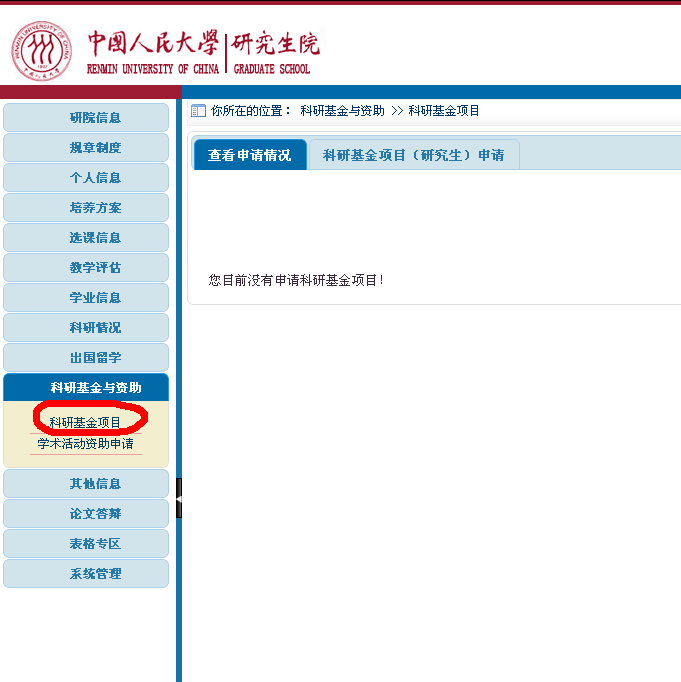 中国人民大学 研究生院
RENMIN UNIVERSITY OF CHINA GRADUATE SCHOOL
你所在的位置： 科研基金与资助 >> 科研基金项目
查看申请情况
科研基金项目（研究生）申请
您目前没有申请科研基金项目！
研院信息
规章制度
个人信息
培养方案
选课信息
教学评估
学业信息
科研情况
出国留学
科研基金与资助
科研基金项目
学术活动资助申请
其他信息
论文答辩
表格专区
系统管理